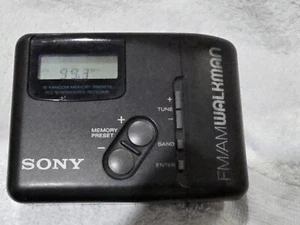 99.3
TUNE
MEMORY
PRESET
BAND
ENTER
SONY
FM/AM WALKMAN